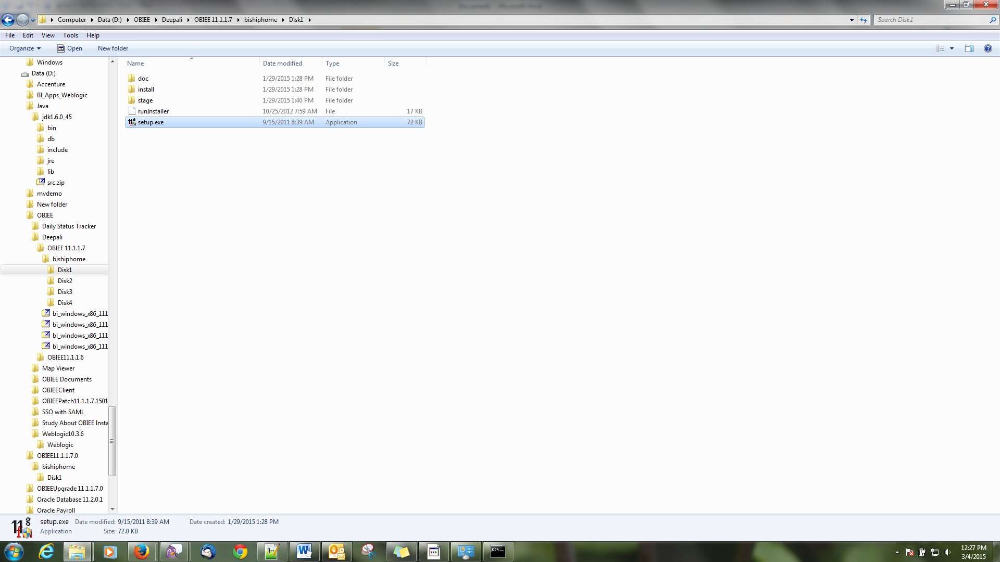 Computer Data (D:) OBIEE Deepali OBIEE 11.1.1.7 bishiphome Disk1
Search Disk1
File Edit View Tools Help
Organize Open New folder
Windows
Data (D:)
Accenture
BI_Apps_Weblogic
Java
jdk1.6.0_45
bin
db
include
jre
lib
src.zip
mvdemo
New folder
OBIEE
Daily Status Tracker
Deepali
OBIEE 11.1.1.7
bishiphome
Disk1
Disk2
Disk3
Disk4
bi_windows_x86_111
bi_windows_x86_111
bi_windows_x86_111
bi_windows_x86_111
OBIEE11.1.1.6
Map Viewer
OBIEE Documents
OBIEEClient
OBIEEPatch11.1.1.7.1501
SSO with SAML
Study About OBIEE Insta
Weblogic10.3.6
Weblogic
OBIEE11.1.1.7.0
bishiphome
Disk1
OBIEEUpgrade 11.1.1.7.0
Oracle Database 11.2.0.1
Oracle Payroll
Name Date modified Type Size
doc 1/29/2015 1:28 PM File folder
install 1/29/2015 1:28 PM File folder
stage 1/29/2015 1:40 PM File folder
runInstaller 10/25/2012 7:59 AM File 17 KB
setup.exe 9/15/2011 8:39 AM Application 72 KB
setup.exe Date modified: 9/15/2011 8:39 AM Date created: 1/29/2015 1:28 PM
Application Size: 72.0 KB
12:27 PM
3/4/2015